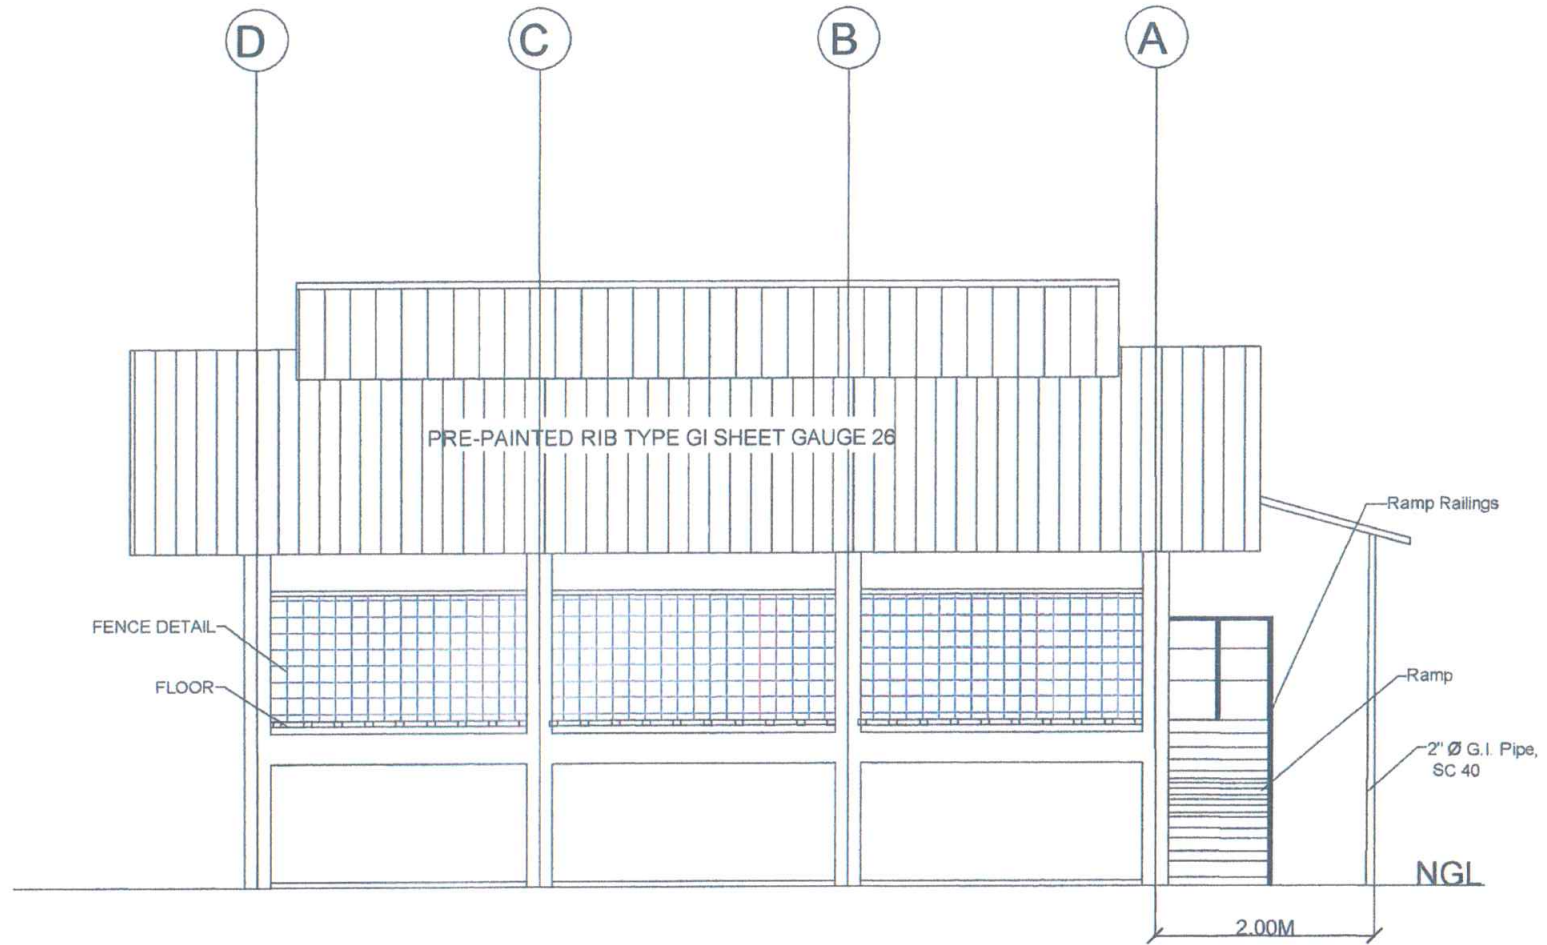 D C B A
PRE-PAINTED RIB TYPE GI SHEET GAUGE 26
Ramp Railings
FENCE DETAIL
FLOOR
Ramp
2" Ø G.I. Pipe,
SC 40
NGL
2.00M